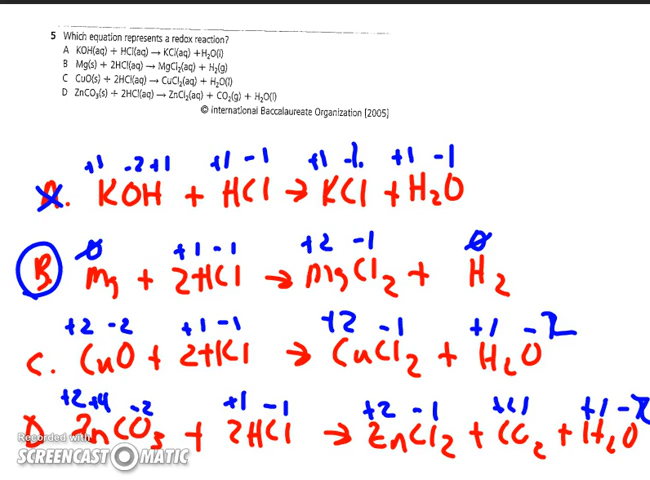 5 Which equation represents a redox reaction?
A KOH(aq) + HCl(aq) → KCl(aq) + H₂O(l)
B Mg(s) + 2HCl(aq) → MgCl₂(aq) + H₂(g)
C CuO(s) + 2HCl(aq) → CuCl₂(aq) + H₂O(l)
D ZnCO₃(s) + 2HCl(aq) → ZnCl₂(aq) + CO₂(g) + H₂O(l)
© international Baccalaureate Organization [2005]
+1 -2 +1 +1 -1 +1 -1 +1 -1
A. KOH + HCl → KCl + H₂O
0 +1 -1 +2 -1 0
B Mg + 2HCl → MgCl₂ + H₂
+2 -2 +1 -1 +2 -1 +1 -2
C. CuO + 2HCl → CuCl₂ + H₂O
+2 +4 -2 +1 -1 +2 -1 +1 -2
D ZnCO₃ + 2HCl → ZnCl₂ + CO₂ + H₂O
Recorded with
SCREENCAST O MATIC